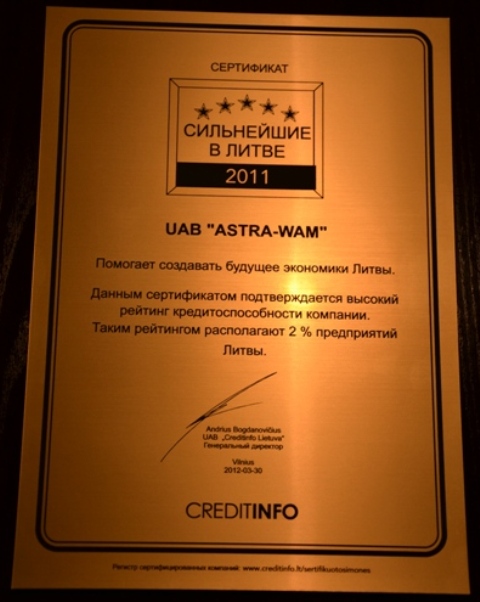 СЕРТИФИКАТ
СИЛЬНЕЙШИЕ
В ЛИТВЕ
2011
UAB "ASTRA-WAM"
Помогает создавать будущее экономики Литвы.
Данным сертификатом подтверждается высокий
рейтинг кредитоспособности компании.
Таким рейтингом располагают 2 % предприятий
Литвы.
Andrius Bogdanovičius
UAB „Creditinfo Lietuva"
Генеральный директор
Vilnius
2012-03-30
CREDITINFO
Регистр сертифицированных компаний: www.creditinfo.lt/sertifikuotosimones